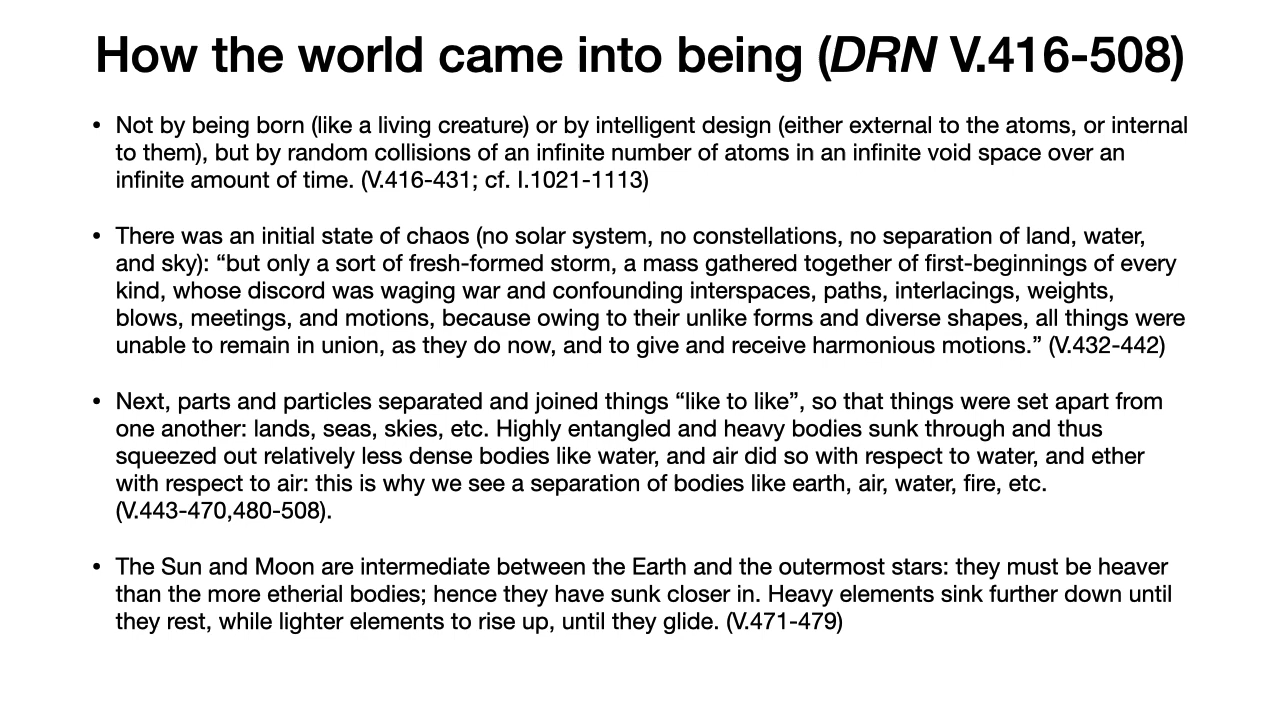 How the world came into being (DRN V.416-508)
• Not by being born (like a living creature) or by intelligent design (either external to the atoms, or internal
to them), but by random collisions of an infinite number of atoms in an infinite void space over an
infinite amount of time. (V.416-431; cf. I.1021-1113)
• There was an initial state of chaos (no solar system, no constellations, no separation of land, water,
and sky): “but only a sort of fresh-formed storm, a mass gathered together of first-beginnings of every
kind, whose discord was waging war and confounding interspaces, paths, interlacings, weights,
blows, meetings, and motions, because owing to their unlike forms and diverse shapes, all things were
unable to remain in union, as they do now, and to give and receive harmonious motions.” (V.432-442)
• Next, parts and particles separated and joined things “like to like”, so that things were set apart from
one another: lands, seas, skies, etc. Highly entangled and heavy bodies sunk through and thus
squeezed out relatively less dense bodies like water, and air did so with respect to water, and ether
with respect to air: this is why we see a separation of bodies like earth, air, water, fire, etc.
(V.443-470,480-508).
• The Sun and Moon are intermediate between the Earth and the outermost stars: they must be heaver
than the more etherial bodies; hence they have sunk closer in. Heavy elements sink further down until
they rest, while lighter elements to rise up, until they glide. (V.471-479)